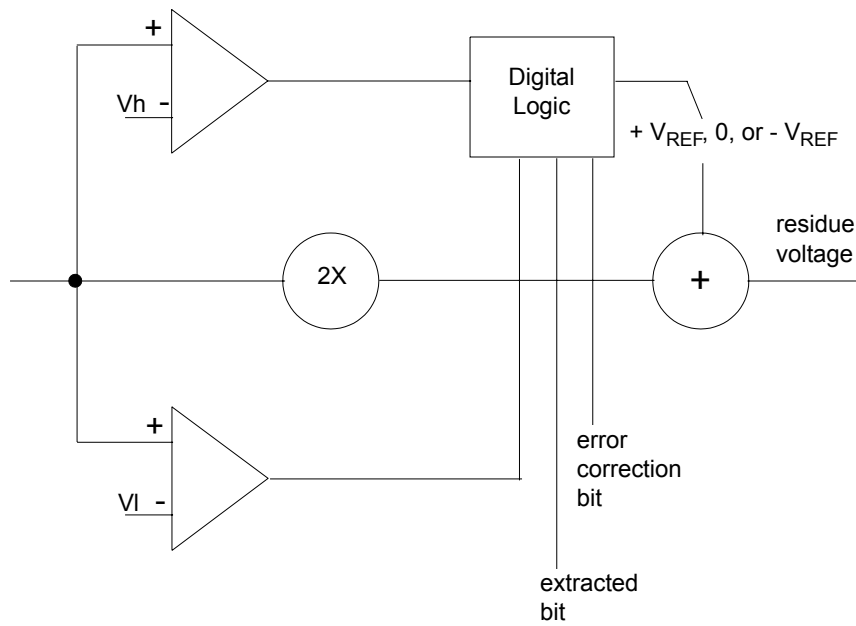 +
Vh -
Digital
Logic
+ VREF, 0, or - VREF
residue
voltage
2X
+
+
Vl -
error
correction
bit
extracted
bit